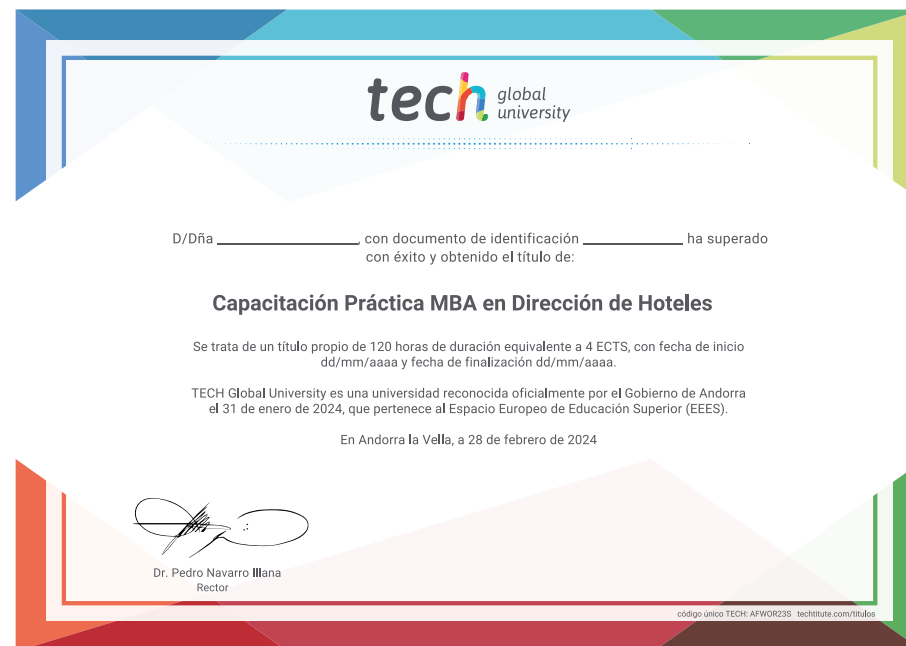 tech global
university
D/Dña ______________, con documento de identificación __________ ha superado
con éxito y obtenido el título de:
Capacitación Práctica MBA en Dirección de Hoteles
Se trata de un título propio de 120 horas de duración equivalente a 4 ECTS, con fecha de inicio
dd/mm/aaaa y fecha de finalización dd/mm/aaaa.
TECH Global University es una universidad reconocida oficialmente por el Gobierno de Andorra
el 31 de enero de 2024, que pertenece al Espacio Europeo de Educación Superior (EEES).
En Andorra la Vella, a 28 de febrero de 2024
Dr. Pedro Navarro Illana
Rector
código único TECH: AFWOR23S techtitute.com/titulos